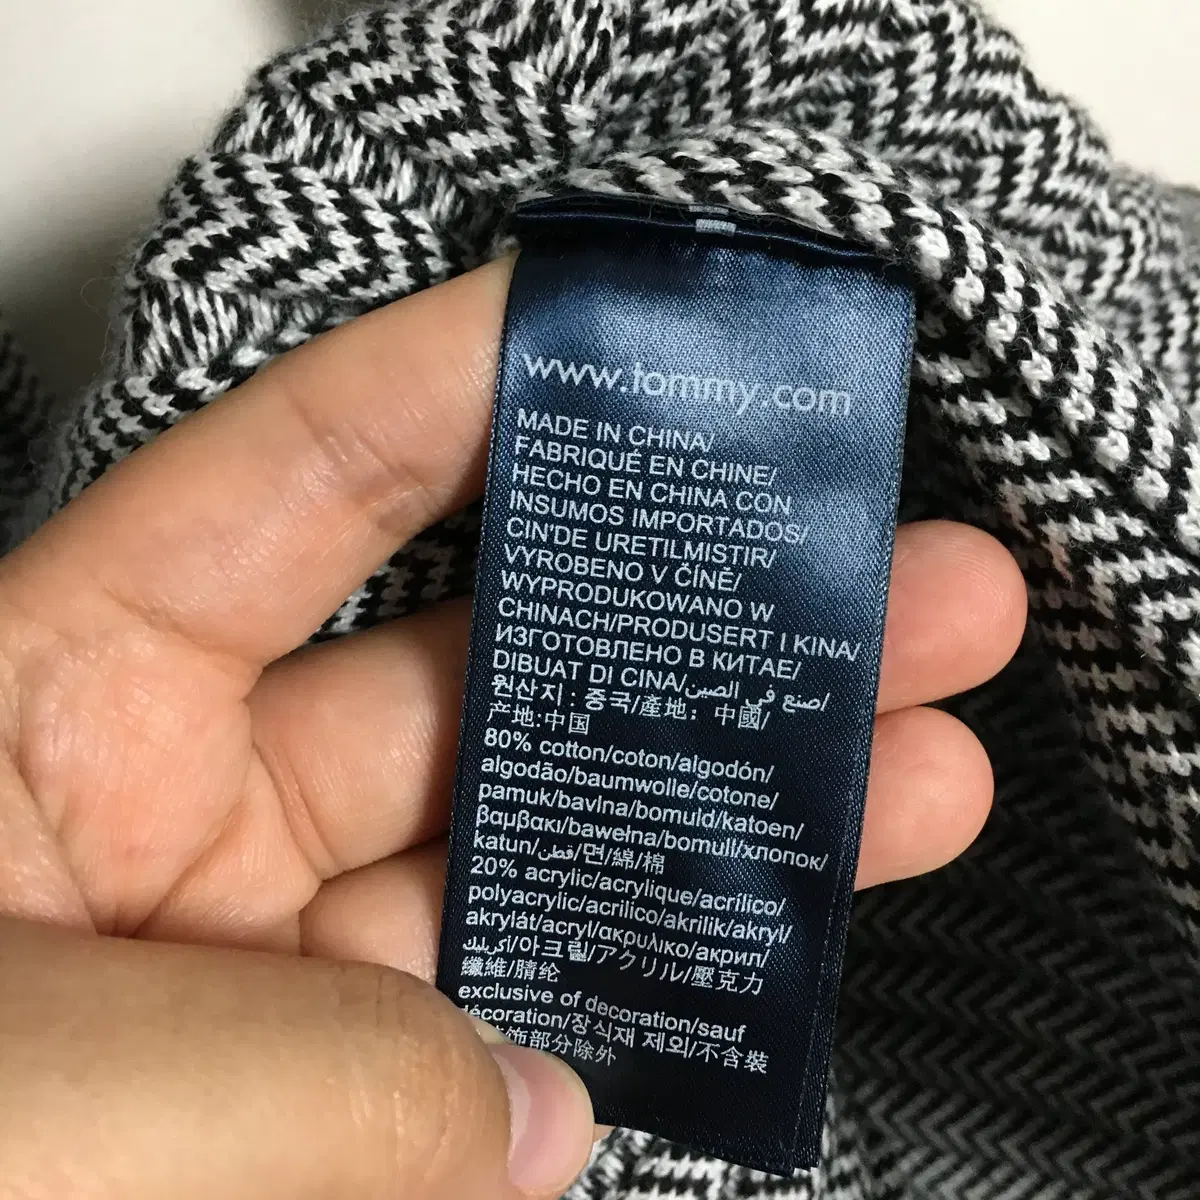 www.tommy.com
MADE IN CHINA/
FABRIQUÉ EN CHINE/
HECHO EN CHINA CON
INSUMOS IMPORTADOS/
CIN'DE URETILMISTIR/
VYROBENO V ČÍNĚ/
WYPRODUKOWANO W
CHINACH/PRODUSERT I KINA/
ИЗГОТОВЛЕНО В КИТАЕ/
DIBUAT DI CINA/صنع في الصين/
원산지 : 중국/產地：中國/
产地:中国
80% cotton/coton/algodón/
algodão/baumwolle/cotone/
pamuk/bavlna/bomuld/katoen/
βαμβακι/bawełna/bomull/хлопок/
katun/قطن/면/綿/棉
20% acrylic/acrylique/acrílico/
polyacrylic/acrilico/akrilik/akryl/
akrylát/acryl/ακρυλικο/акрил/
اكريليك/아크릴/アクリル/壓克力
纖維/腈纶
exclusive of decoration/sauf
décoration/장식재 제외/不含裝
饰部分除外